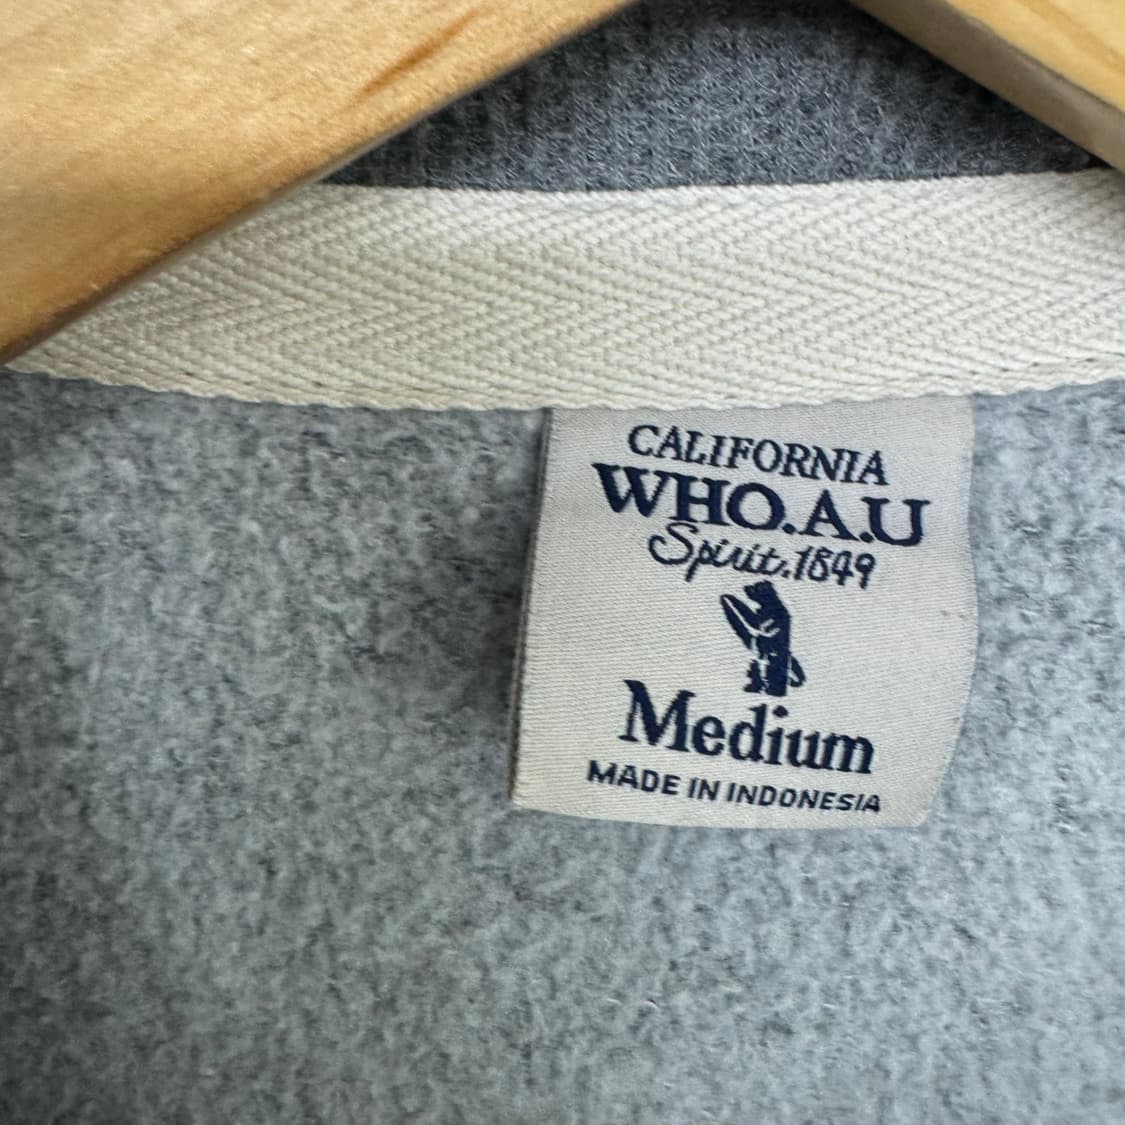 CALIFORNIA
WHO.A.U
Spirit.1849
Medium
MADE IN INDONESIA